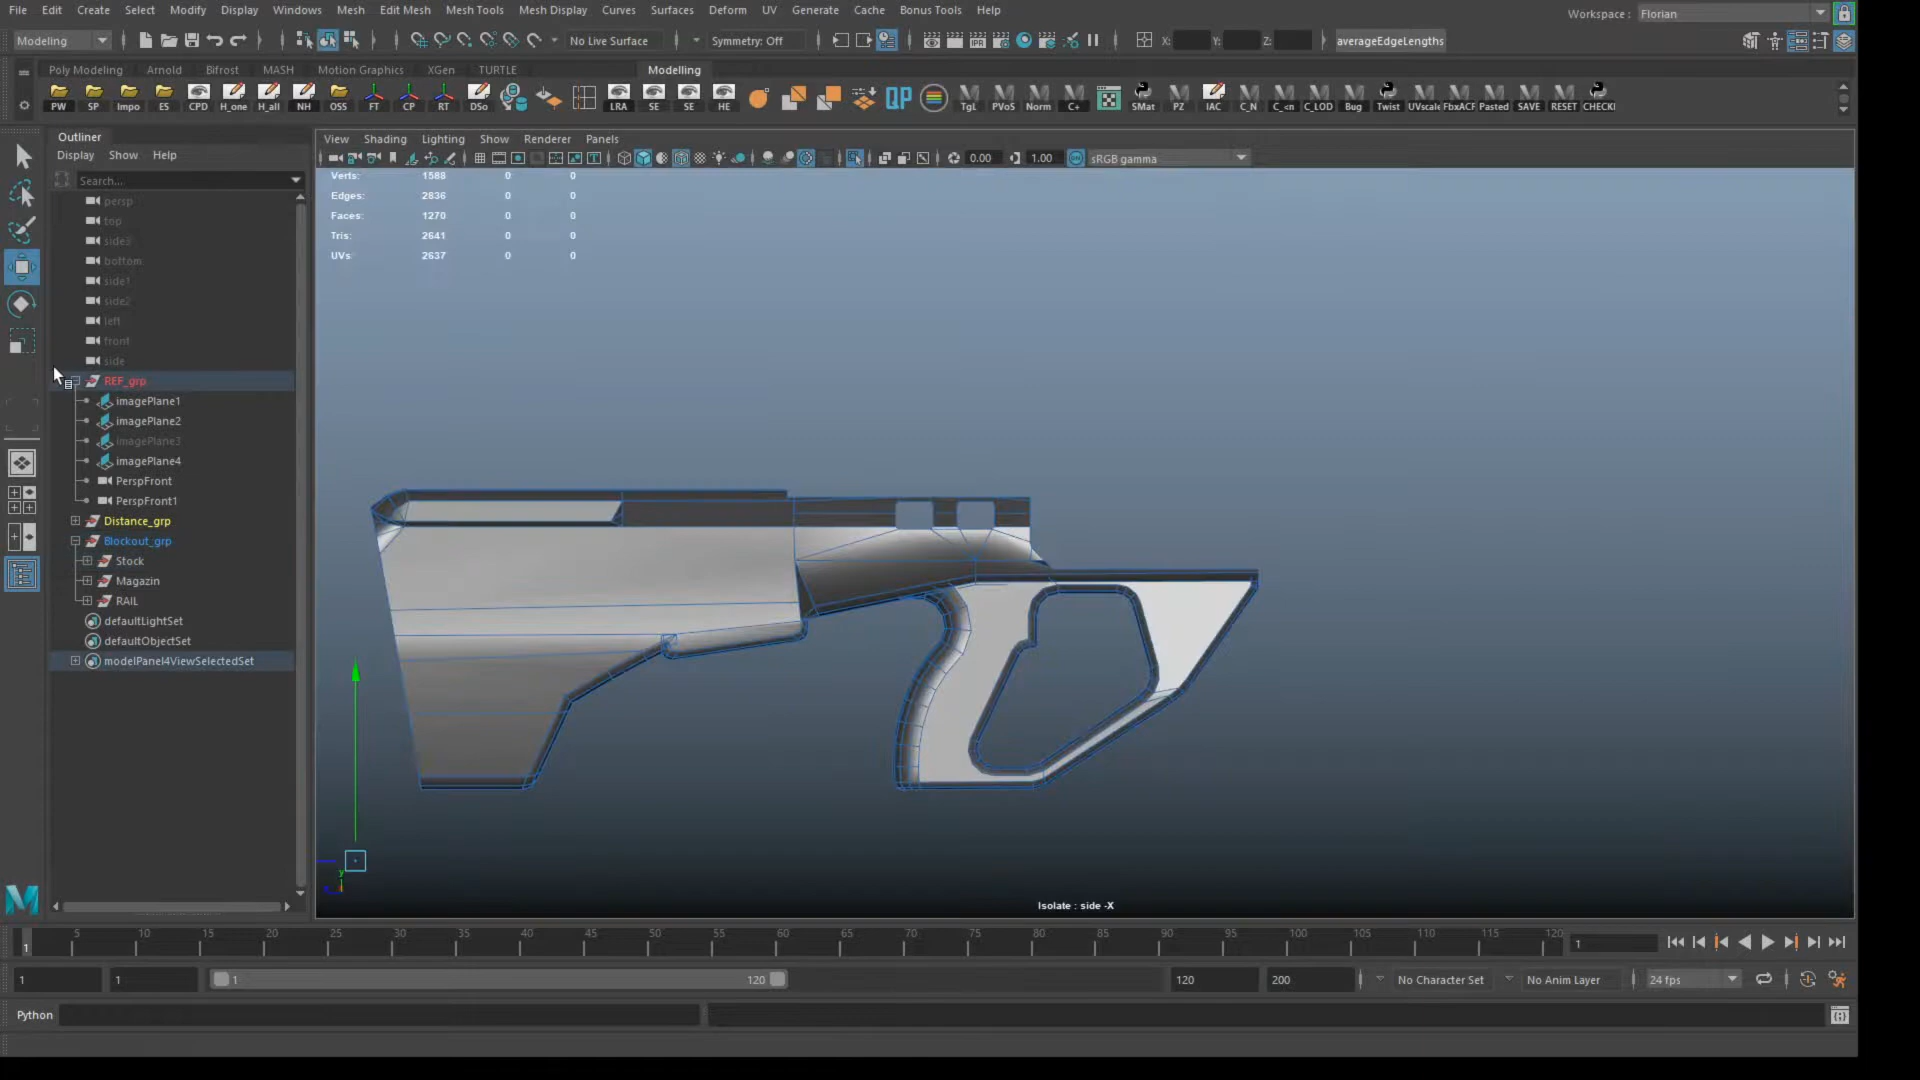 File Edit Create Select Modify Display Windows Mesh Edit Mesh Mesh Tools Mesh Display Curves Surfaces Deform UV Generate Cache Bonus Tools Help
Workspace : Florian
Modeling
No Live Surface
Symmetry: Off
X: Y: Z:
averageEdgeLengths
Poly Modeling Arnold Bifrost MASH Motion Graphics XGen TURTLE Modelling
QP
PW SP Impo ES CPD H_one H_all NH OSS FT CP RT DSo LRA SE SE HE TgL PVoS Norm C+ SMat PZ IAC C_N C_<n C_LOD Bug Twist UVscale FbxACF Pasted SAVE RESET CHECKI
Outliner
Display Show Help
Search...
persp
top
side3
bottom
side1
side2
left
front
side
REF_grp
imagePlane1
imagePlane2
imagePlane3
imagePlane4
PerspFront
PerspFront1
Distance_grp
Blockout_grp
Stock
Magazin
RAIL
defaultLightSet
defaultObjectSet
modelPanel4ViewSelectedSet
View Shading Lighting Show Renderer Panels
0.00 1.00 sRGB gamma
Verts: 1588 0 0
Edges: 2836 0 0
Faces: 1270 0 0
Tris: 2641 0 0
UVs: 2637 0 0
y
Isolate : side -X
5 10 15 20 25 30 35 40 45 50 55 60 65 70 75 80 85 90 95 100 105 110 115 120
1
1
1 1 1 120 120 200 No Character Set No Anim Layer 24 fps
Python